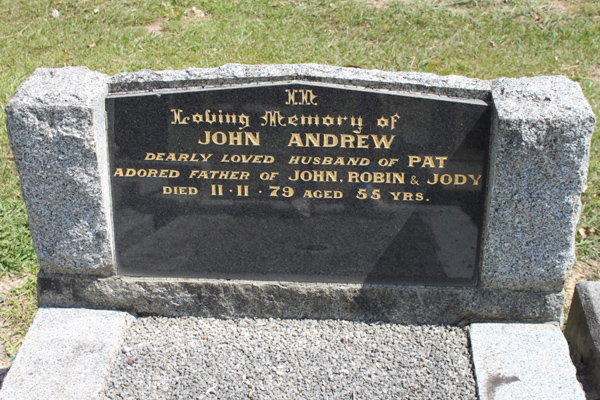 In
Loving Memory of
JOHN ANDREW
DEARLY LOVED HUSBAND OF PAT
ADORED FATHER OF JOHN, ROBIN & JODY
DIED 11·11·79 AGED 55 YRS.